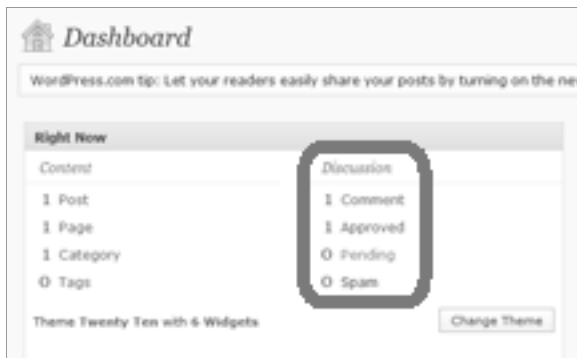 Dashboard
WordPress.com tip: Let your readers easily share your posts by turning on the ne
Right Now
Content
Discussion
1 Post
1 Comment
1 Page
1 Approved
1 Category
0 Pending
0 Tags
0 Spam
Theme Twenty Ten with 6 Widgets
Change Theme